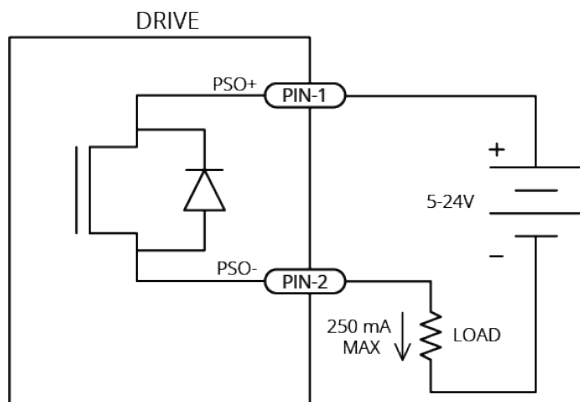 DRIVE
PSO+
PIN-1
+
5-24V
−
PSO-
PIN-2
250 mA
MAX
LOAD